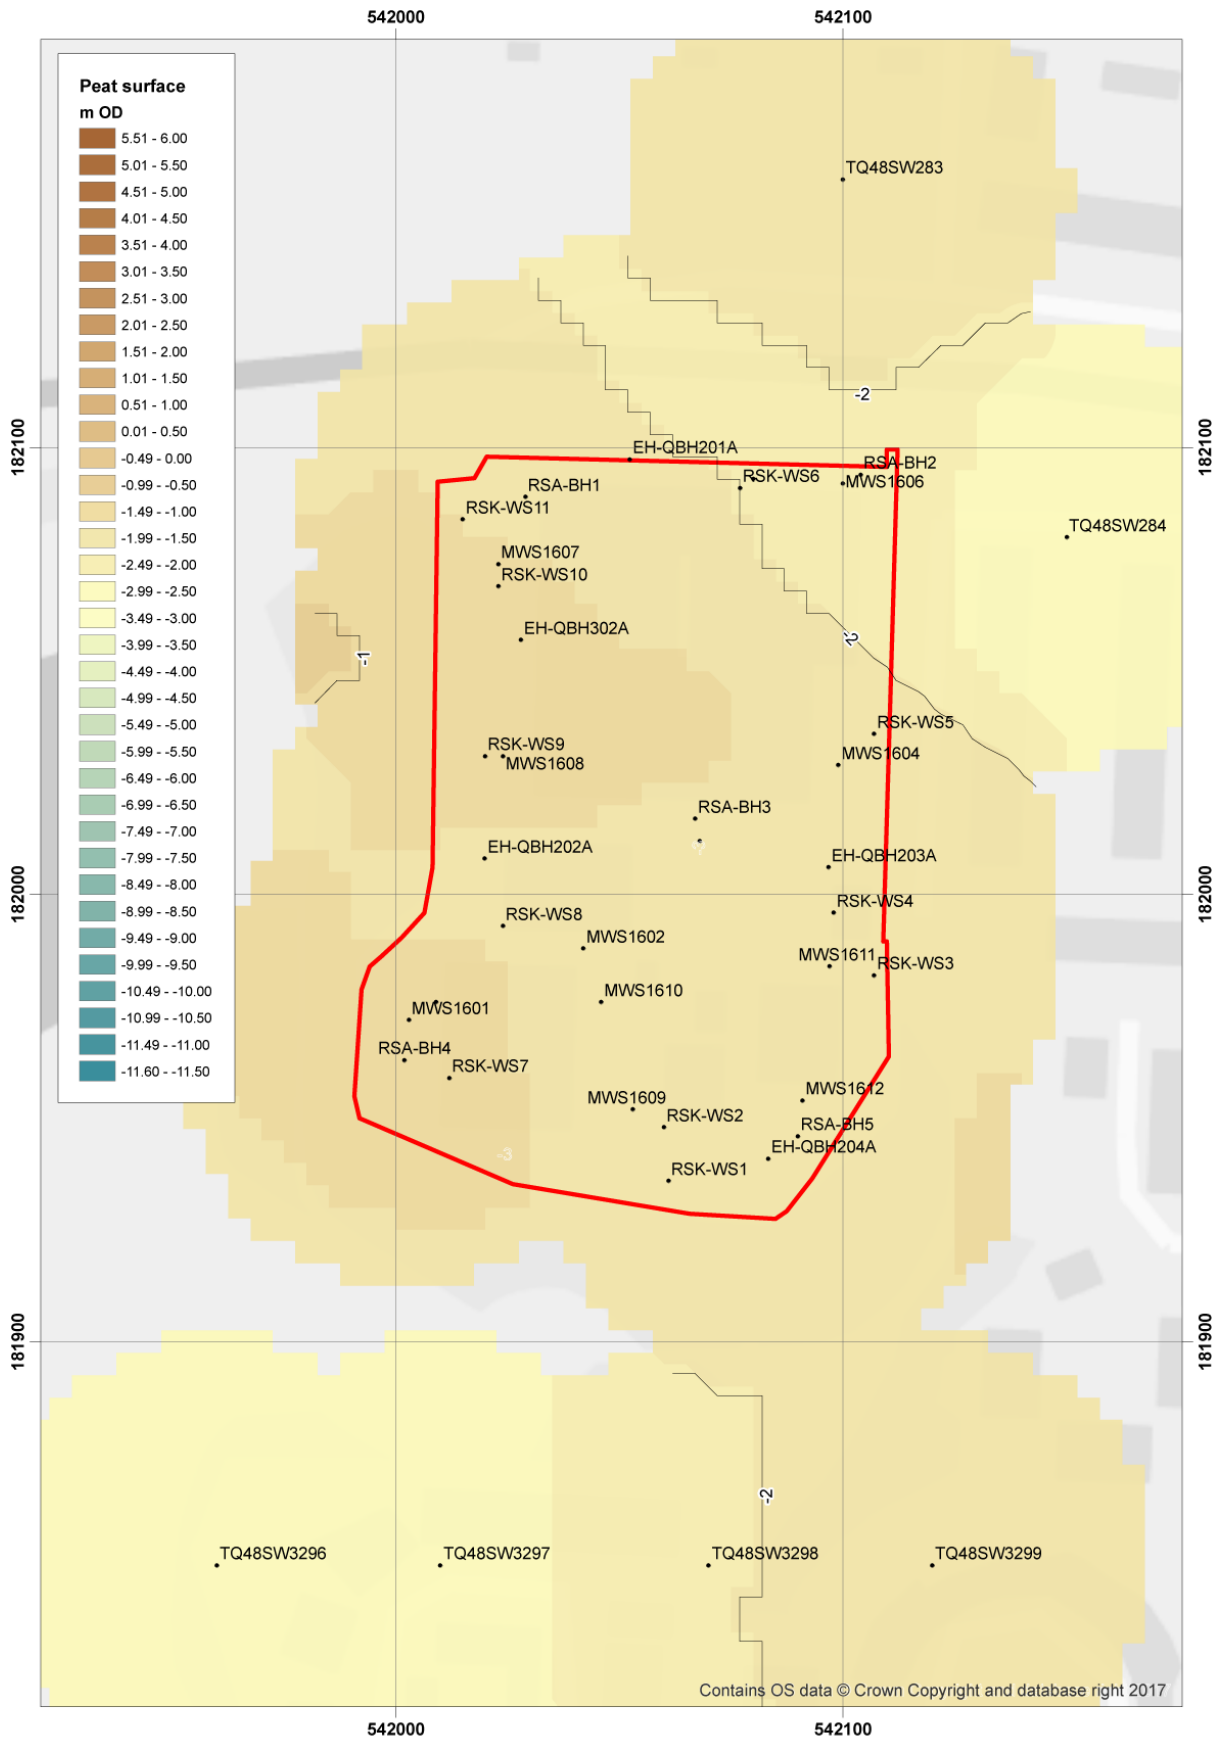 542000
542100
Peat surface
m OD
5.51 - 6.00
5.01 - 5.50
4.51 - 5.00
4.01 - 4.50
3.51 - 4.00
3.01 - 3.50
2.51 - 3.00
2.01 - 2.50
1.51 - 2.00
1.01 - 1.50
0.51 - 1.00
0.01 - 0.50
-0.49 - 0.00
-0.99 - -0.50
-1.49 - -1.00
-1.99 - -1.50
-2.49 - -2.00
-2.99 - -2.50
-3.49 - -3.00
-3.99 - -3.50
-4.49 - -4.00
-4.99 - -4.50
-5.49 - -5.00
-5.99 - -5.50
-6.49 - -6.00
-6.99 - -6.50
-7.49 - -7.00
-7.99 - -7.50
-8.49 - -8.00
-8.99 - -8.50
-9.49 - -9.00
-9.99 - -9.50
-10.49 - -10.00
-10.99 - -10.50
-11.49 - -11.00
-11.60 - -11.50
TQ48SW283
-2
182100
182100
EH-QBH201A
RSA-BH2
RSK-WS6
MWS1606
RSA-BH1
RSK-WS11
TQ48SW284
MWS1607
RSK-WS10
EH-QBH302A
-2
-1
RSK-WS5
RSK-WS9
MWS1604
MWS1608
RSA-BH3
EH-QBH202A
EH-QBH203A
182000
182000
RSK-WS4
RSK-WS8
MWS1602
MWS1611
RSK-WS3
MWS1610
MWS1601
RSA-BH4
RSK-WS7
MWS1612
MWS1609
RSK-WS2
RSA-BH5
EH-QBH204A
-3
RSK-WS1
181900
181900
-2
TQ48SW3296
TQ48SW3297
TQ48SW3298
TQ48SW3299
Contains OS data © Crown Copyright and database right 2017
542000
542100